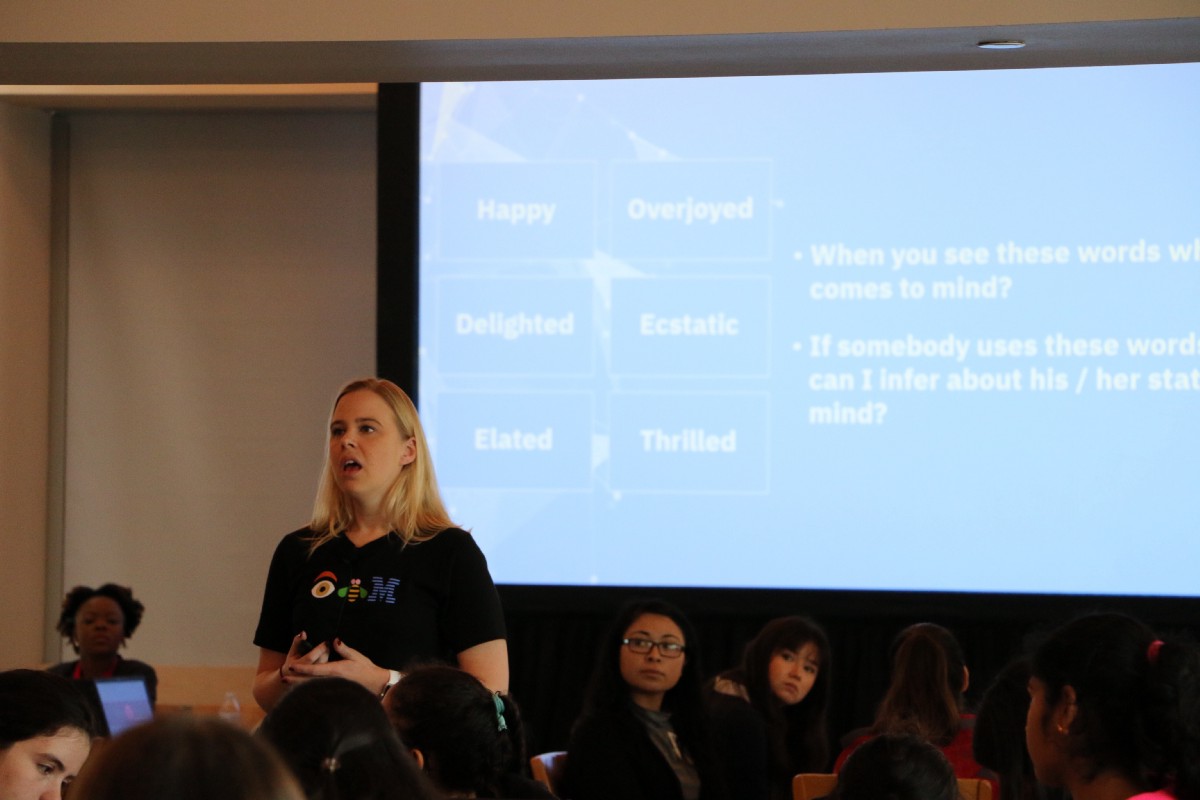 Happy
Overjoyed
Delighted
Ecstatic
Elated
Thrilled
• When you see these words
comes to mind?
• If somebody uses these words
can I infer about his / her
mind?
M